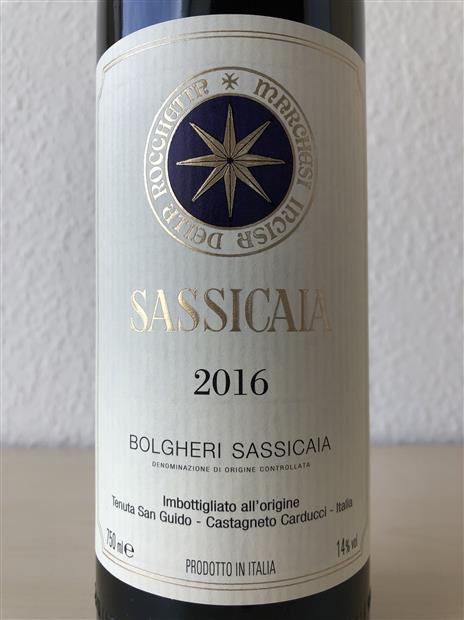 MARCHESI INCISA DELLA ROCCHETTA
SASSICAIA
2016
BOLGHERI SASSICAIA
DENOMINAZIONE DI ORIGINE CONTROLLATA
Imbottigliato all'origine
Tenuta San Guido - Castagneto Carducci - Italia
750 ml e 14% vol
PRODOTTO IN ITALIA